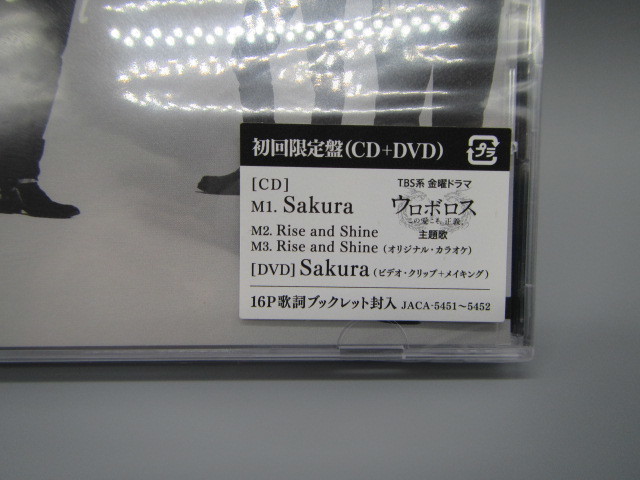 初回限定盤(CD+DVD)
プラ
[CD]
M1. Sakura
M2. Rise and Shine
M3. Rise and Shine (オリジナル・カラオケ)
TBS系 金曜ドラマ
ウロボロス
この愛こそ、正義。
主題歌
[DVD] Sakura (ビデオ・クリップ+メイキング)
16P歌詞ブックレット封入 JACA-5451~5452